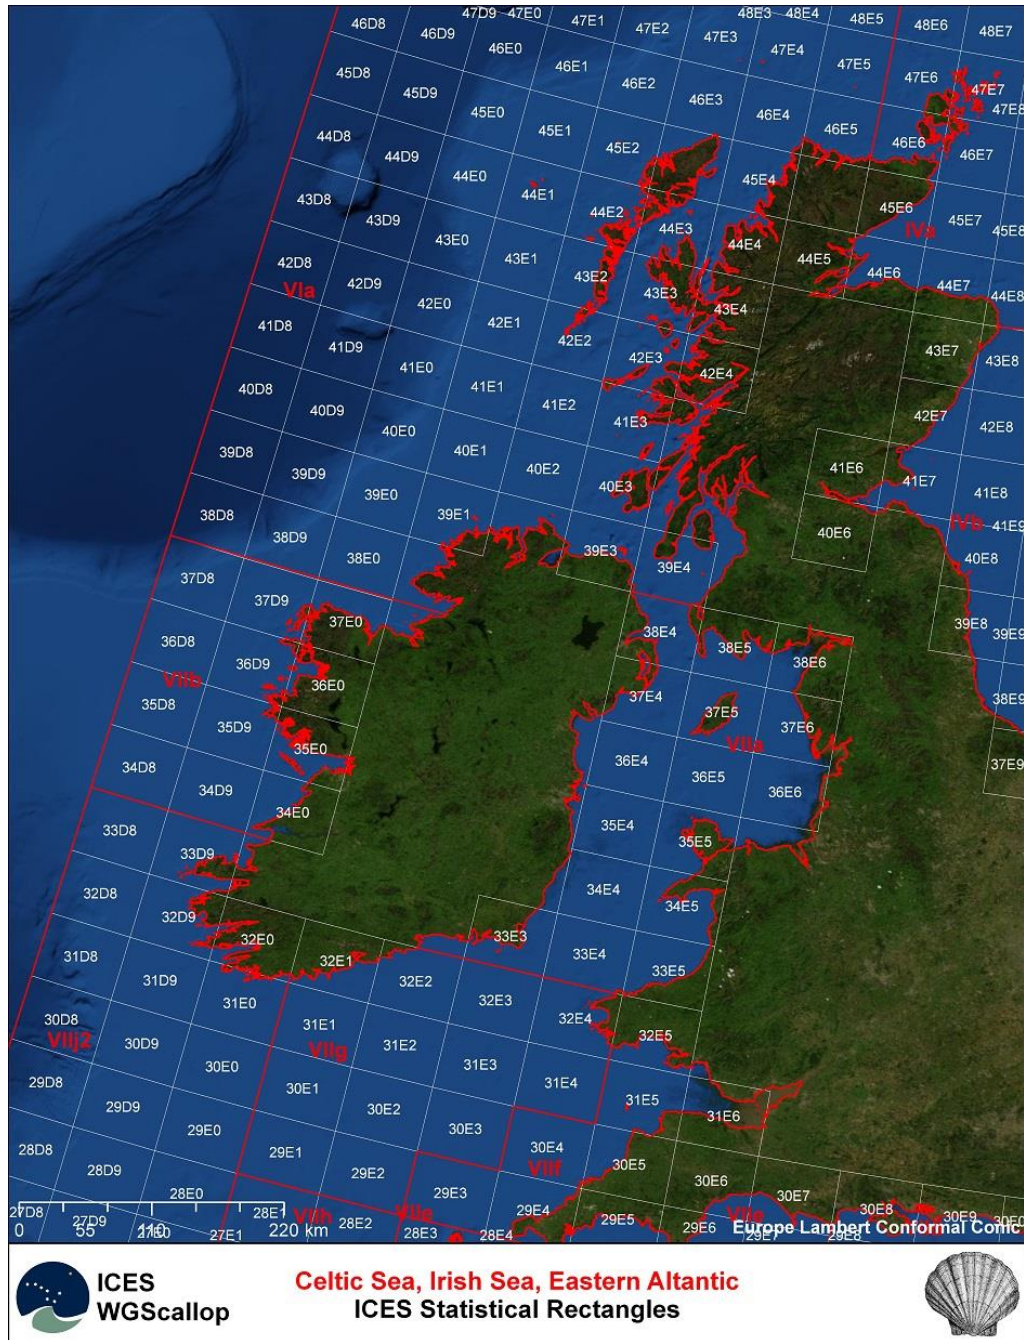 47D9 47E0 47E1 47E2 48E3 48E4 48E5 48E6 48E7
46D8 46D9 46E0 46E1 46E2 47E3 47E4 47E5 47E6 47E7
45D8 45D9 45E0 45E1 45E2 46E3 46E4 46E5 46E6 46E7 47E8
44D8 44D9 44E0 44E1 44E2 44E3 45E4 44E4 45E6 45E7 45E8
IVa
43D8 43D9 43E0 43E1 43E2 43E3 43E4 44E5 44E6 44E7 44E8
42D8 42D9 42E0 42E1 42E2 42E3 42E4 43E7 43E8
VIa
41D8 41D9 41E0 41E1 41E2 41E3 42E7 42E8
40D8 40D9 40E0 40E1 40E2 40E3 41E6 41E7 41E8 41E9
IVb
39D8 39D9 39E0 39E1 39E3 39E4 40E6 40E8
38D8 38D9 38E0 38E4 38E5 38E6 39E8 39E9
37D8 37D9 37E0 37E4 37E5 37E6 38E9
VIIa
36D8 36D9 36E0 36E4 36E5 36E6 37E9
VIIb
35D8 35D9 35E0 35E4 35E5
34D8 34D9 34E0 34E4 34E5
33D8 33D9 33E3 33E4 33E5
32D8 32D9 32E0 32E1 32E2 32E3 32E4 32E5
31D8 31D9 31E0 31E1 31E2 31E3 31E4 31E5 31E6
VIIj2 VIIg
30D8 30D9 30E0 30E1 30E2 30E3 30E4 30E5 30E6 30E7 30E8 30E9
VIIf
29D8 29D9 29E0 29E1 29E2 29E3 29E4 29E5 29E6 29E7 29E8
28D8 28D9 28E0 28E1 28E2 28E3 28E4
VIIh VIIe VIIe
27D8 27D9 27E0 27E1
0 55 110 220 km
Europe Lambert Conformal Conic
ICES
WGScallop
Celtic Sea, Irish Sea, Eastern Altantic
ICES Statistical Rectangles